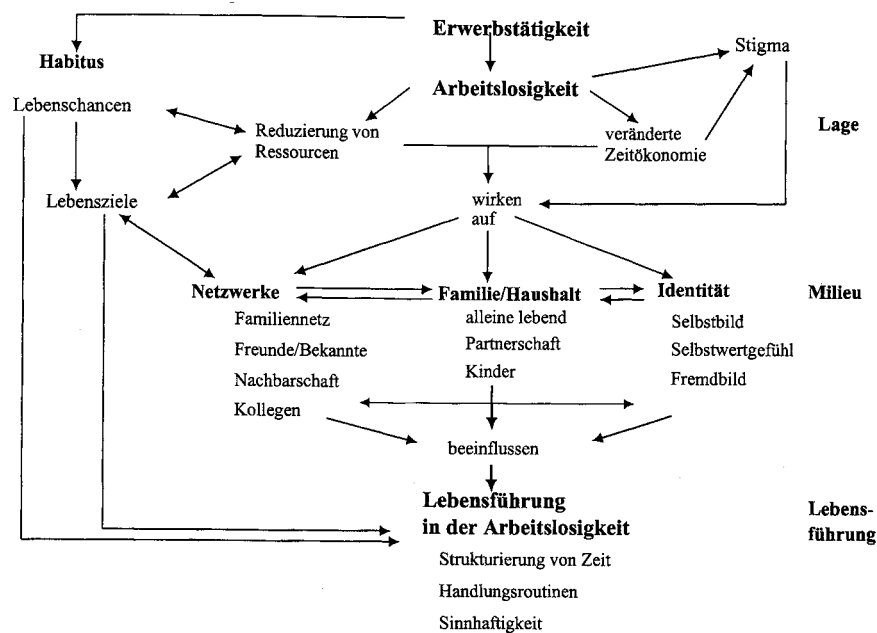 Erwerbstätigkeit
Stigma
Habitus
Arbeitslosigkeit
Lebenschancen
Lage
Reduzierung von
Ressourcen
veränderte
Zeitökonomie
Lebensziele
wirken
auf
Netzwerke
Familie/Haushalt
Identität
Milieu
Familiennetz
alleine lebend
Selbstbild
Freunde/Bekannte
Partnerschaft
Selbstwertgefühl
Nachbarschaft
Kinder
Fremdbild
Kollegen
beeinflussen
Lebensführung
in der Arbeitslosigkeit
Lebens-
führung
Strukturierung von Zeit
Handlungsroutinen
Sinnhaftigkeit